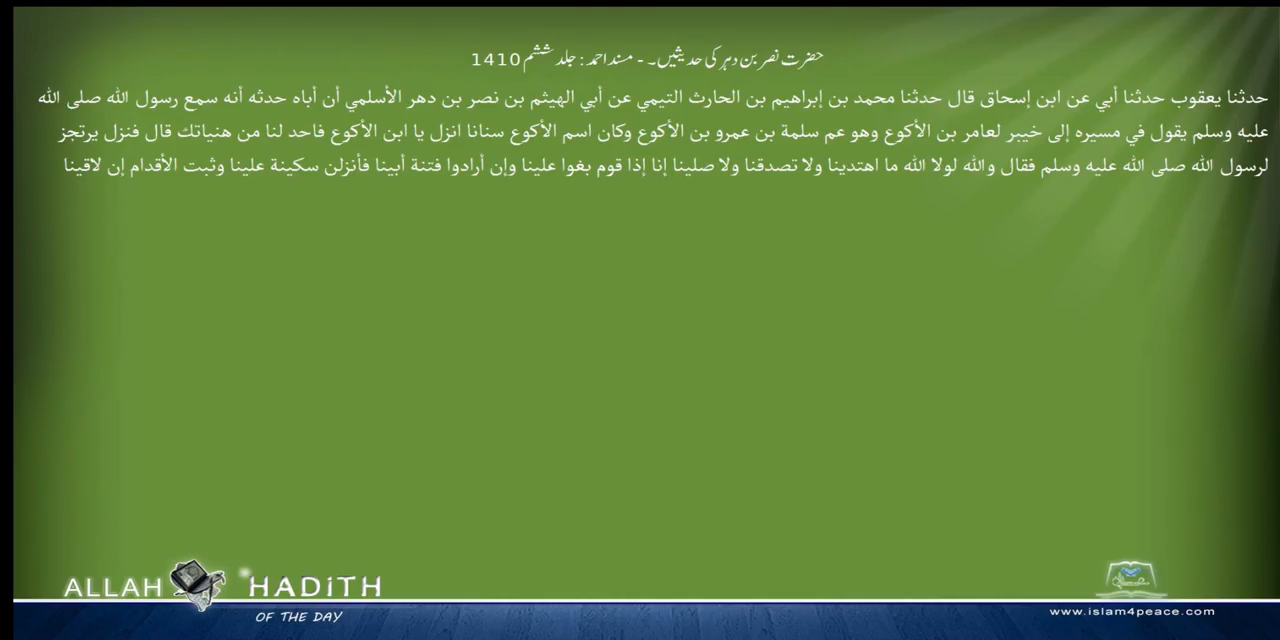 حضرت نصر بن دہر کی حدیثیں۔ - مسند احمد : جلد ششم 1410
حدثنا يعقوب حدثنا أبي عن ابن إسحاق قال حدثنا محمد بن إبراهيم بن الحارث التيمي عن أبي الهيثم بن نصر بن دهر الأسلمي أن أباه حدثه أنه سمع رسول الله صلى الله
عليه وسلم يقول في مسيره إلى خيبر لعامر بن الأكوع وهو عم سلمة بن عمرو بن الأكوع وكان اسم الأكوع سنانا انزل يا ابن الأكوع فاحد لنا من هنياتك قال فنزل يرتجز
لرسول الله صلى الله عليه وسلم فقال والله لولا الله ما اهتدينا ولا تصدقنا ولا صلينا إنا إذا قوم بغوا علينا وإن أرادوا فتنة أبينا فأنزلن سكينة علينا وثبت الأقدام إن لاقينا
ALLAH HADITH
OF THE DAY
www.islam4peace.com